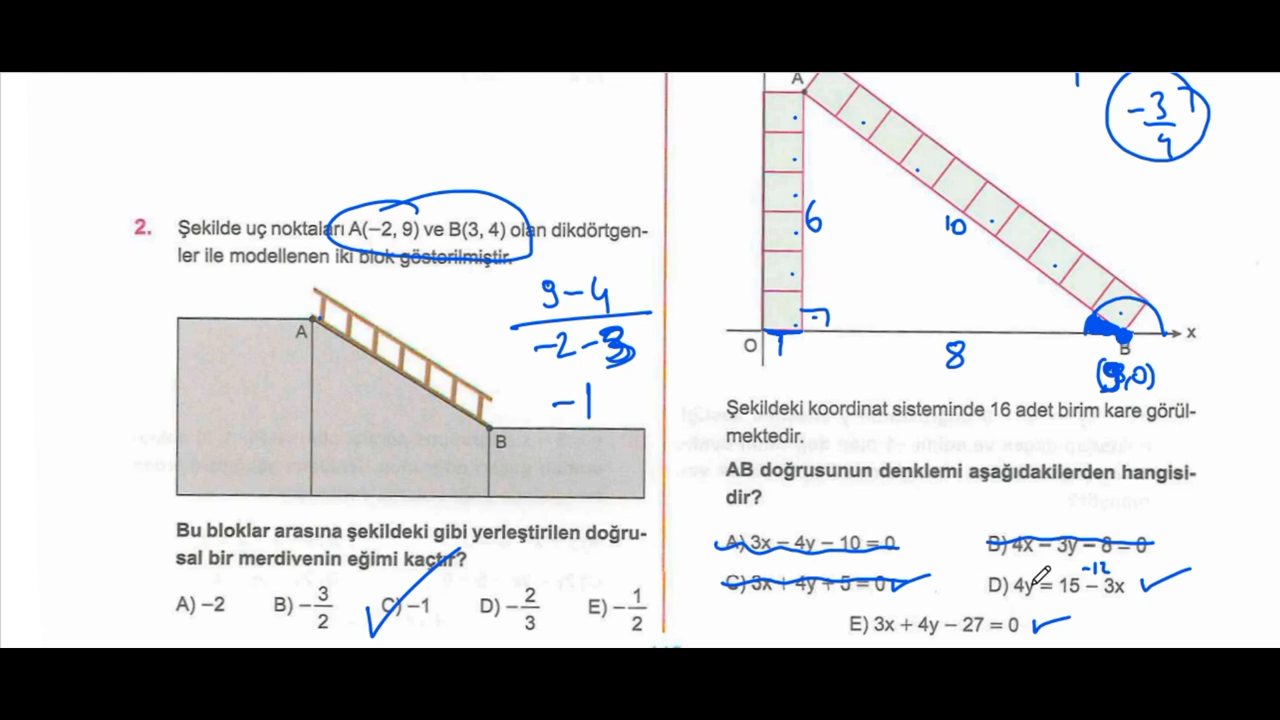 2. Şekilde uç noktaları A(−2, 9) ve B(3, 4) olan dikdörtgen-
ler ile modellenen iki blok gösterilmiştir.
9-4
-2-3
-1
A
B
Bu bloklar arasına şekildeki gibi yerleştirilen doğru-
sal bir merdivenin eğimi kaçtır?
A) −2 B) −3/2 C) −1 D) −2/3 E) −1/2
A
-3/4
6
10
O
1
8
B
x
(9,0)
Şekildeki koordinat sisteminde 16 adet birim kare görül-
mektedir.
AB doğrusunun denklemi aşağıdakilerden hangisi-
dir?
A) 3x − 4y − 10 = 0 B) 4x − 3y − 8 = 0
-12
C) 3x + 4y + 5 = 0 D) 4y = 15 − 3x
E) 3x + 4y − 27 = 0